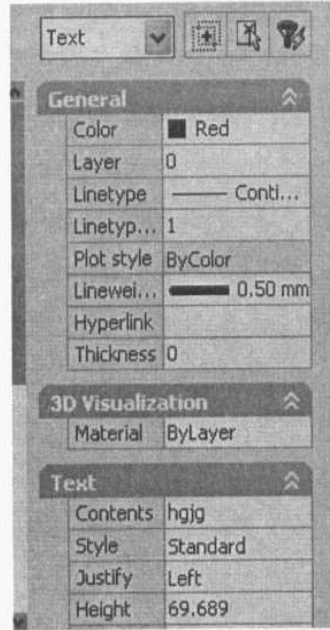 Text
General
Color Red
Layer 0
Linetype Conti...
Linetyp... 1
Plot style ByColor
Linewei... 0.50 mm
Hyperlink
Thickness 0
3D Visualization
Material ByLayer
Text
Contents hgjg
Style Standard
Justify Left
Height 69.689